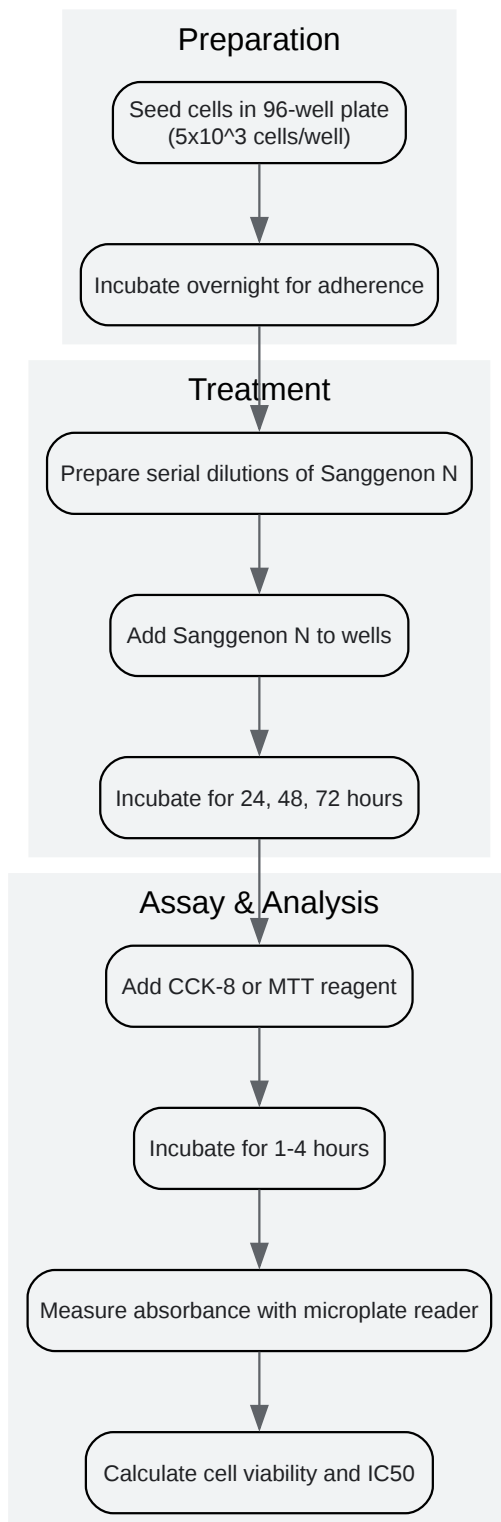 Preparation
Seed cells in 96-well plate
(5x10^3 cells/well)
Incubate overnight for adherence
Treatment
Prepare serial dilutions of Sanggenon N
Add Sanggenon N to wells
Incubate for 24, 48, 72 hours
Assay & Analysis
Add CCK-8 or MTT reagent
Incubate for 1-4 hours
Measure absorbance with microplate reader
Calculate cell viability and IC50